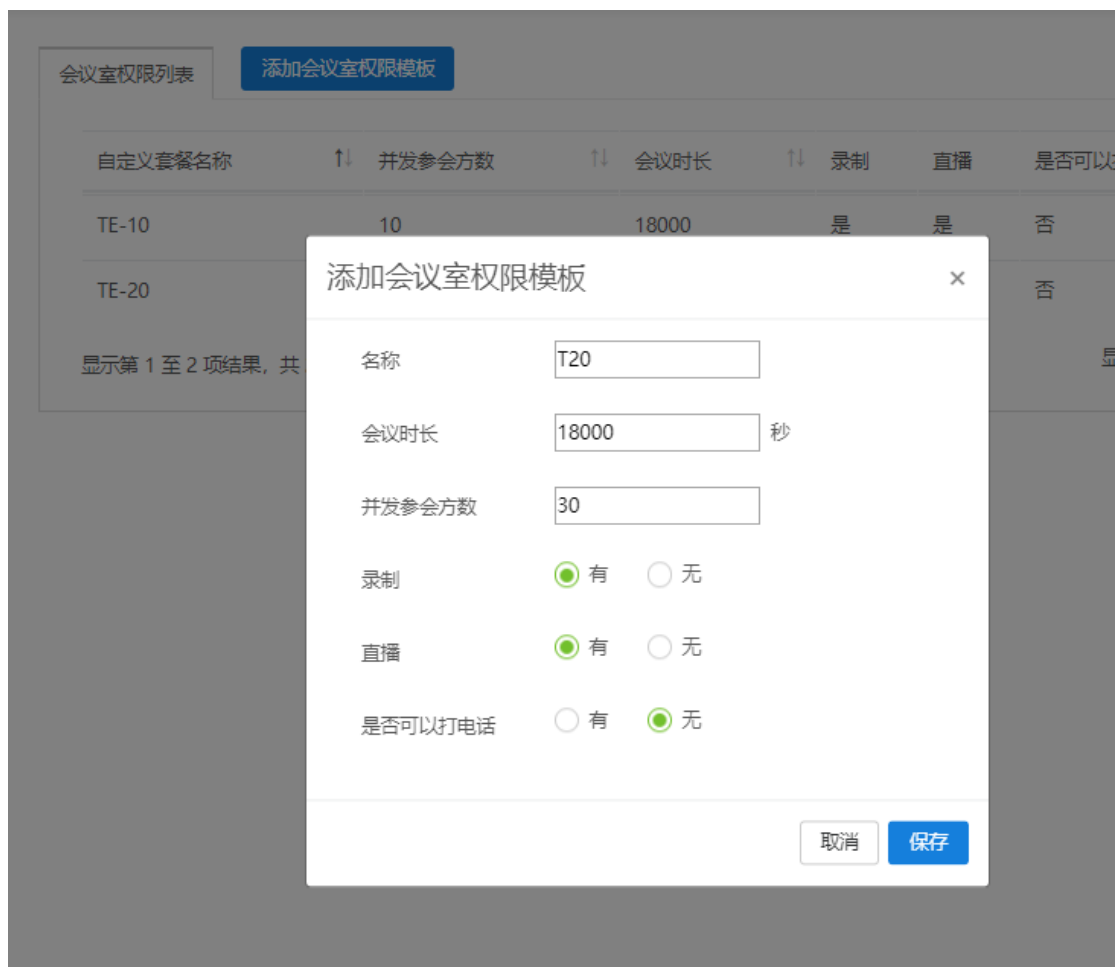 会议室权限列表 添加会议室权限模板
自定义套餐名称 并发参会方数 会议时长 录制 直播 是否可以
TE-10 10 18000 是 是 否
TE-20 否
显示第 1 至 2 项结果，共
添加会议室权限模板 ×
名称 T20
会议时长 18000 秒
并发参会方数 30
录制 有 无
直播 有 无
是否可以打电话 有 无
取消 保存